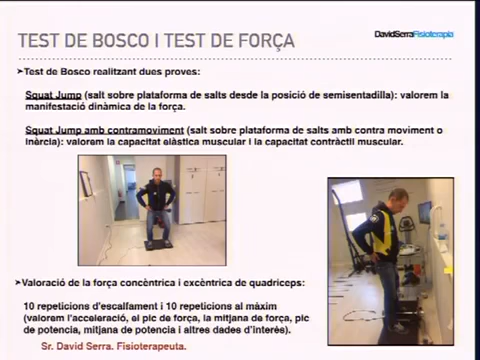 TEST DE BOSCO I TEST DE FORÇA
DavidSerraFisioteràpia
➤Test de Bosco realitzant dues proves:
Squat Jump (salt sobre plataforma de salts desde la posició de semisentadilla): valorem la
manifestació dinàmica de la força.
Squat Jump amb contramoviment (salt sobre plataforma de salts amb contra moviment o
inèrcia): valorem la capacitat elàstica muscular i la capacitat contràctil muscular.
➤Valoració de la força concèntrica i excèntrica de quadriceps:
10 repeticions d'escalfament i 10 repeticions al màxim
(valorem l'acceleració, el pic de força, la mitjana de força, pic
de potencia, mitjana de potencia i altres dades d'interés).
Sr. David Serra. Fisioterapeuta.